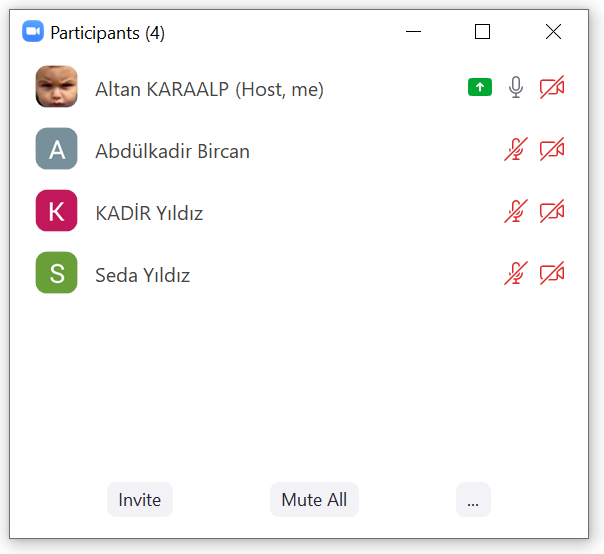 Participants (4)
Altan KARAALP (Host, me)
A Abdülkadir Bircan
K KADİR Yıldız
S Seda Yıldız
Invite Mute All ...